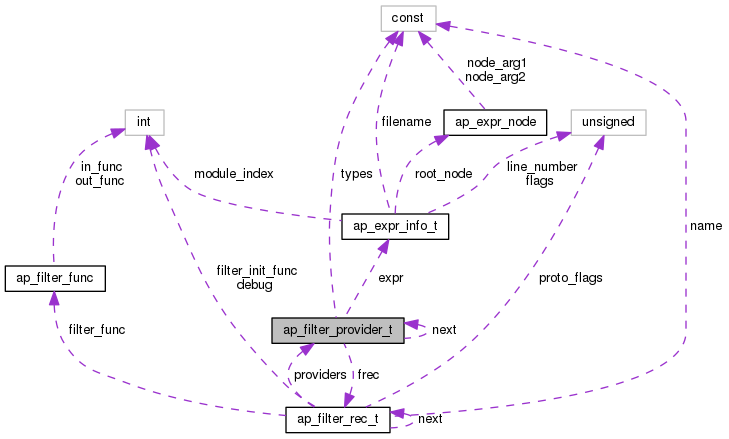 const
node_arg1
node_arg2
int
filename
ap_expr_node
unsigned
in_func
out_func
module_index
types
root_node
line_number
flags
ap_expr_info_t
name
ap_filter_func
filter_init_func
debug
expr
proto_flags
filter_func
ap_filter_provider_t
next
providers
frec
ap_filter_rec_t
next